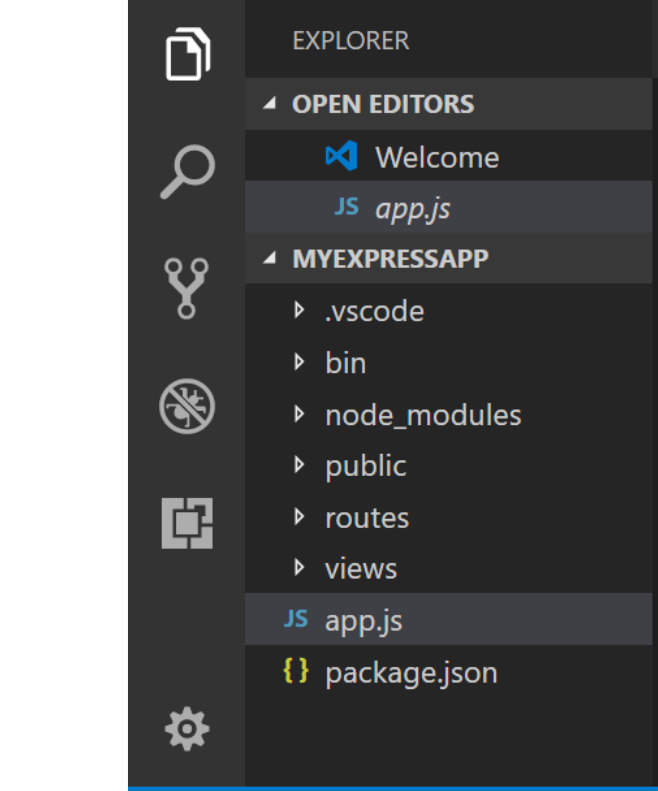 EXPLORER
OPEN EDITORS
Welcome
JS app.js
MYEXPRESSAPP
.vscode
bin
node_modules
public
routes
views
JS app.js
{} package.json